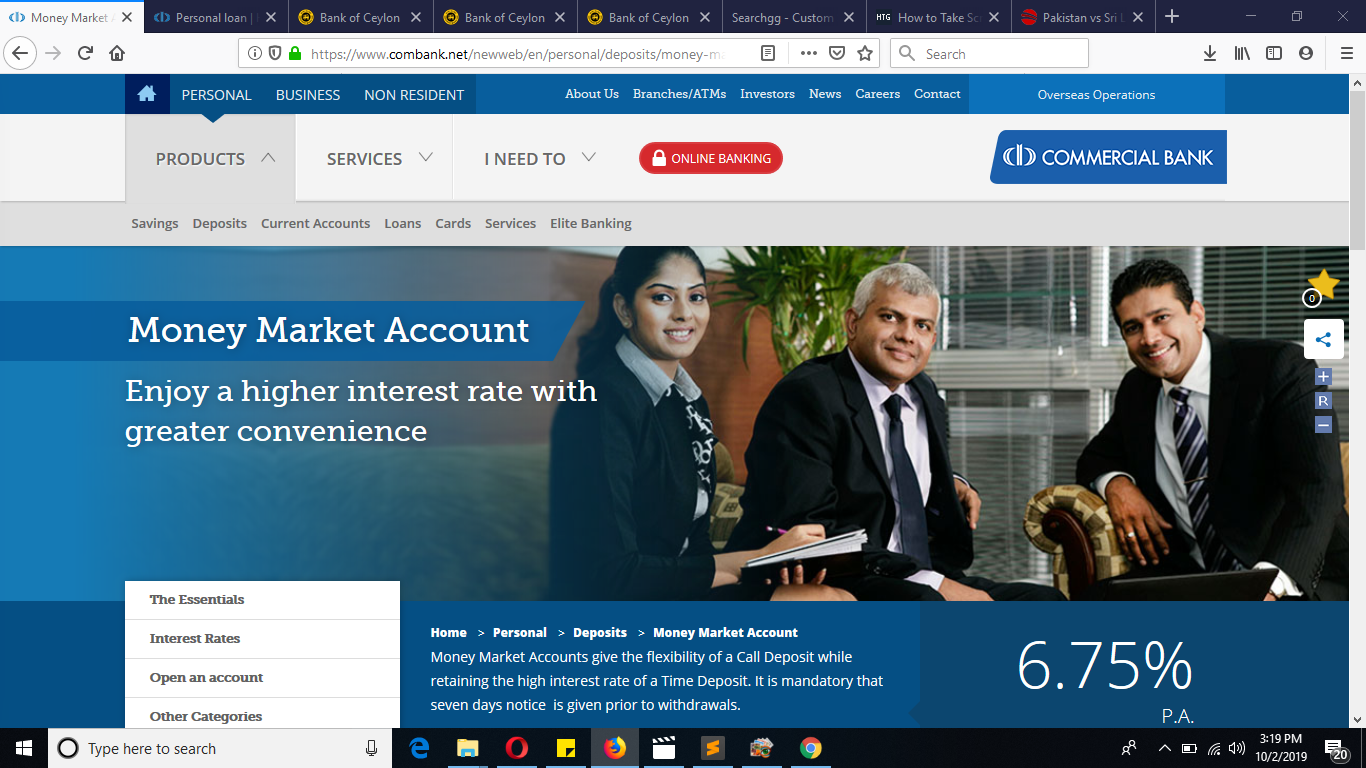 Money Market A
Personal loan |
Bank of Ceylon
Bank of Ceylon
Bank of Ceylon
Searchgg - Custom
HTG How to Take Sc
Pakistan vs Sri L
https://www.combank.net/newweb/en/personal/deposits/money-ma
Search
PERSONAL BUSINESS NON RESIDENT
About Us Branches/ATMs Investors News Careers Contact
Overseas Operations
PRODUCTS SERVICES I NEED TO
ONLINE BANKING
COMMERCIAL BANK
Savings Deposits Current Accounts Loans Cards Services Elite Banking
0
Money Market Account
+
R
−
Enjoy a higher interest rate with
greater convenience
The Essentials
Interest Rates
Open an account
Other Categories
Home > Personal > Deposits > Money Market Account
Money Market Accounts give the flexibility of a Call Deposit while
retaining the high interest rate of a Time Deposit. It is mandatory that
seven days notice is given prior to withdrawals.
6.75%
P.A.
Type here to search
3:19 PM
10/2/2019
20